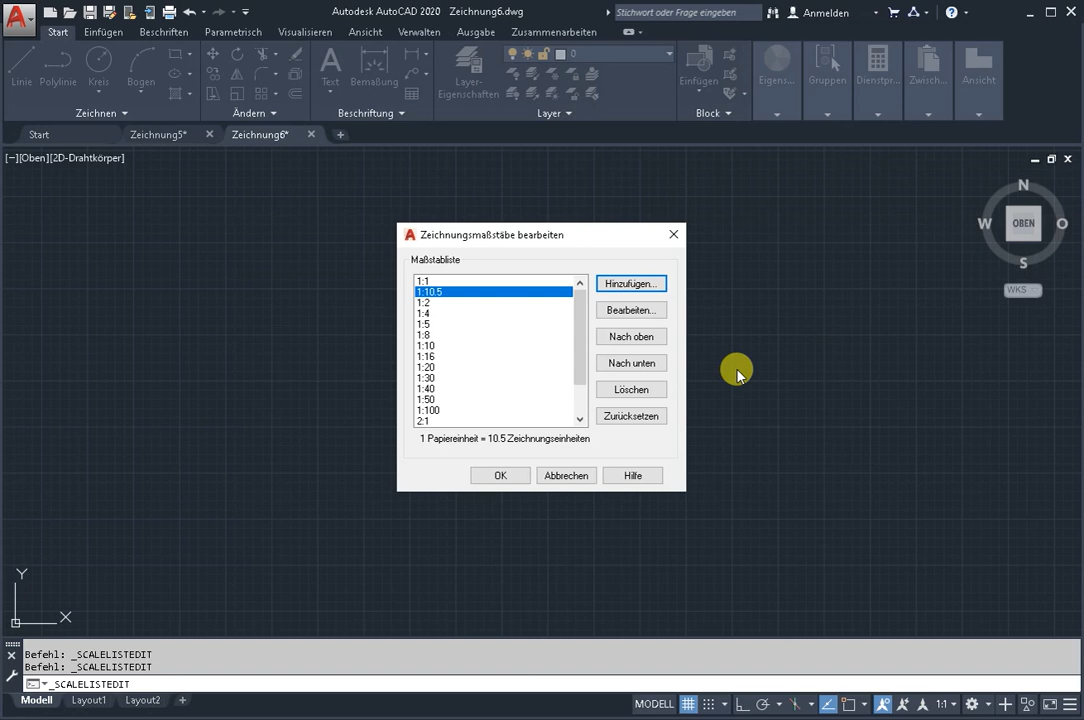 Autodesk AutoCAD 2020 Zeichnung6.dwg
Stichwort oder Frage eingeben
Anmelden
Start Einfügen Beschriften Parametrisch Visualisieren Ansicht Verwalten Ausgabe Zusammenarbeiten
Linie Polylinie Kreis Bogen
Text Bemaßung
Layer-
Eigenschaften
0
Einfügen
Eigens... Gruppen Dienstpr... Zwisch... Ansicht
Zeichnen Ändern Beschriftung Layer Block
Start Zeichnung5* Zeichnung6*
[−][Oben][2D-Drahtkörper]
N
W OBEN O
S
WKS
Zeichnungsmaßstäbe bearbeiten
Maßstabliste
1:1
1:10.5
1:2
1:4
1:5
1:8
1:10
1:16
1:20
1:30
1:40
1:50
1:100
2:1
Hinzufügen...
Bearbeiten...
Nach oben
Nach unten
Löschen
Zurücksetzen
1 Papiereinheit = 10.5 Zeichnungseinheiten
OK Abbrechen Hilfe
Y
X
Befehl: _SCALELISTEDIT
Befehl: _SCALELISTEDIT
_SCALELISTEDIT
Modell Layout1 Layout2 +
MODELL 1:1